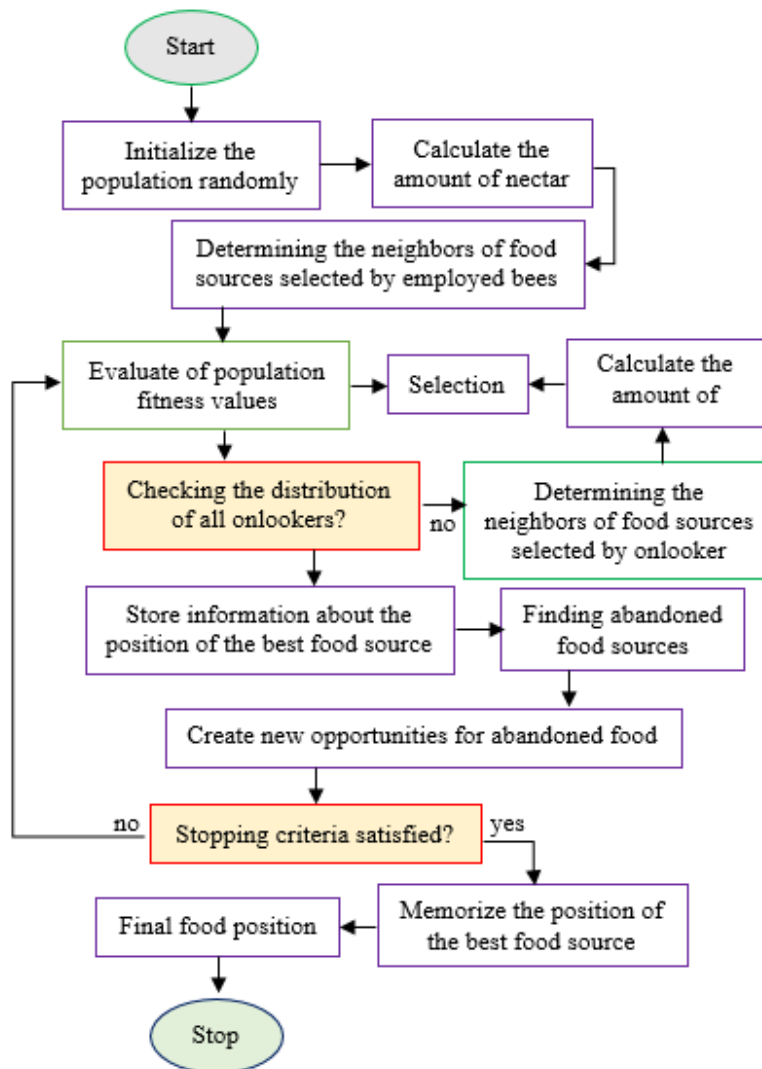 Start
Initialize the
population randomly
Calculate the
amount of nectar
Determining the neighbors of food
sources selected by employed bees
Evaluate of population
fitness values
Selection
Calculate the
amount of
Checking the distribution
of all onlookers?
no
Determining the
neighbors of food sources
selected by onlooker
Store information about the
position of the best food source
Finding abandoned
food sources
Create new opportunities for abandoned food
no
Stopping criteria satisfied?
yes
Final food position
Memorize the position of
the best food source
Stop